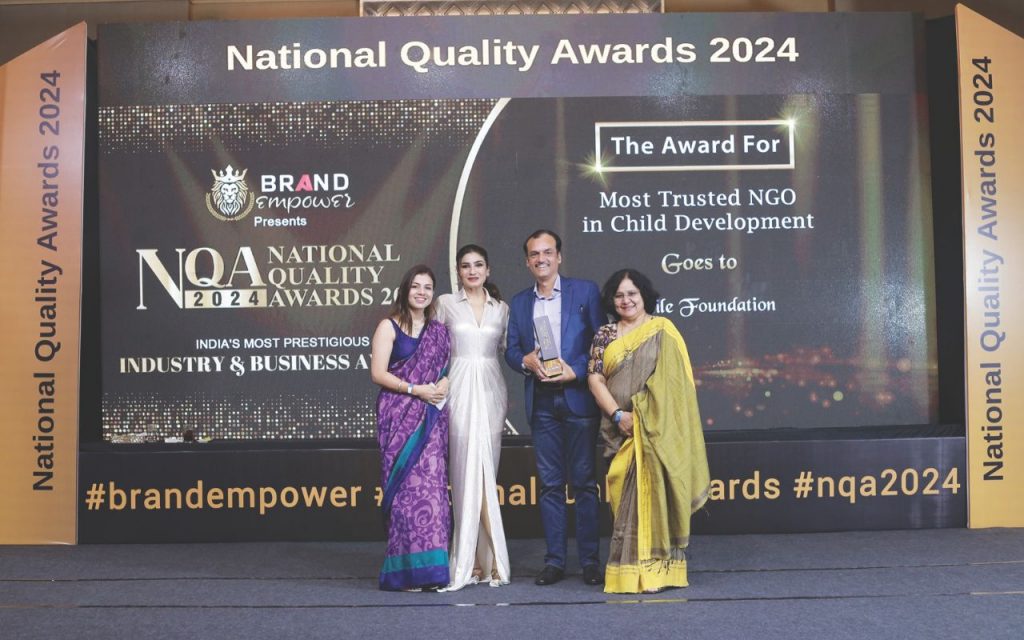 National Quality Awards 2024
National Quality Awards 2024
BRAND
empower
Presents
NQA
2024
NATIONAL
QUALITY
AWARDS
INDIA'S MOST PRESTIGIOUS
INDUSTRY & BUSINESS
The Award For
Most Trusted NGO
in Child Development
Goes to
Foundation
National Quality Awards 2024
#brandempower #nqa2024